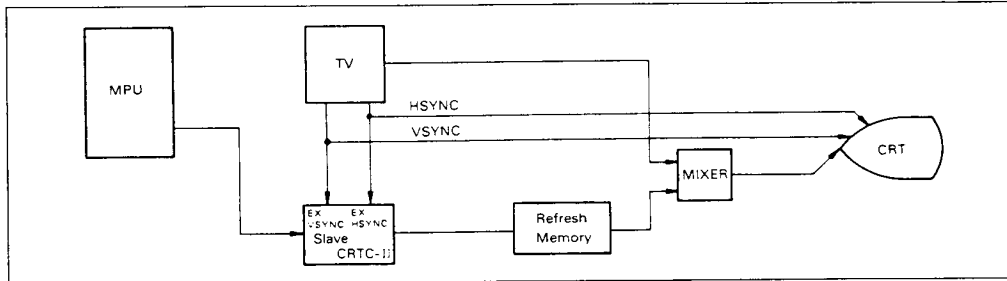 MPU
TV
HSYNC
VSYNC
CRT
MIXER
EX EX
VSYNC HSYNC
Slave
CRTC-II
Refresh
Memory